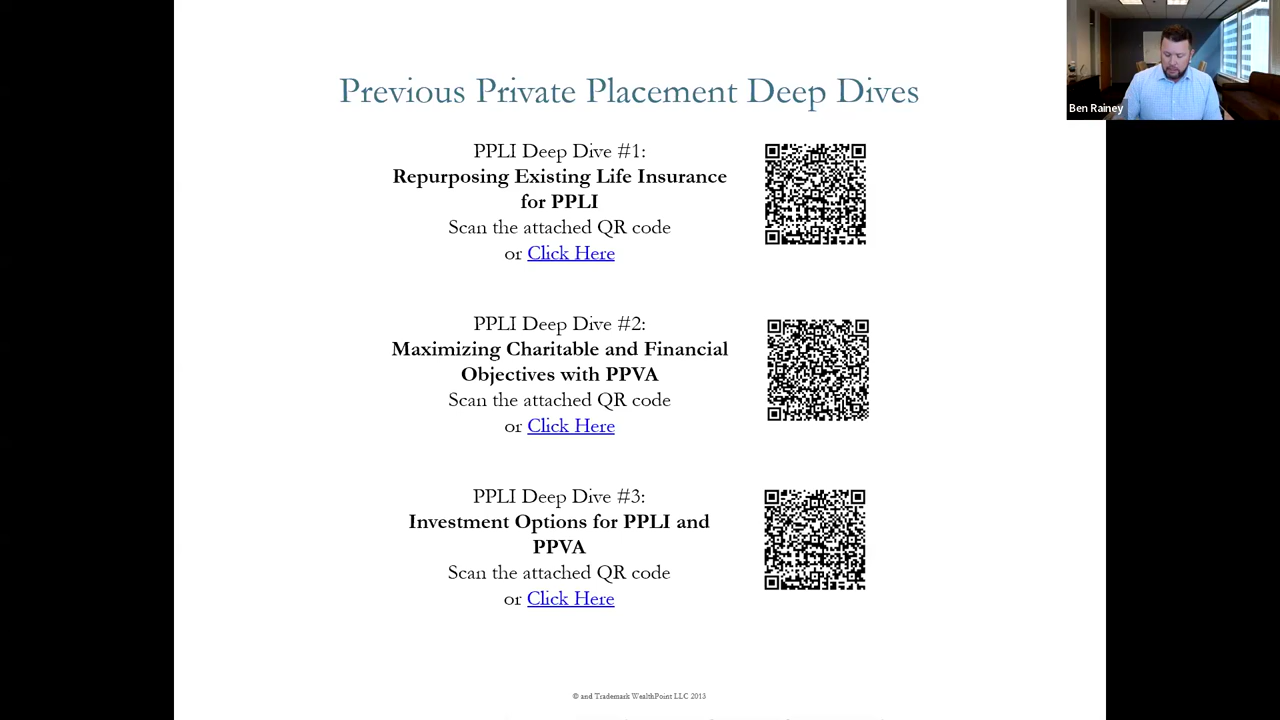 Previous Private Placement Deep Dives
Ben Rainey
PPLI Deep Dive #1:
Repurposing Existing Life Insurance
for PPLI
Scan the attached QR code
or Click Here
PPLI Deep Dive #2:
Maximizing Charitable and Financial
Objectives with PPVA
Scan the attached QR code
or Click Here
PPLI Deep Dive #3:
Investment Options for PPLI and
PPVA
Scan the attached QR code
or Click Here
© and Trademark WealthPoint LLC 2013